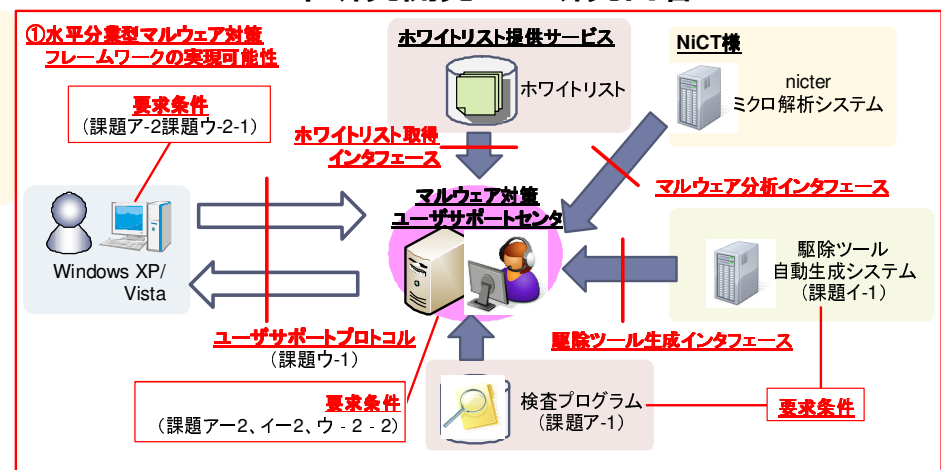 ①水平分業型マルウェア対策
フレームワークの実現可能性
要求条件
（課題ア-2課題ウ-2-1）
ホワイトリスト提供サービス
ホワイトリスト
NiCT様
nicter
ミクロ解析システム
ホワイトリスト取得
インタフェース
マルウェア分析インタフェース
マルウェア対策
ユーザサポートセンタ
Windows XP/
Vista
駆除ツール
自動生成システム
（課題イ-1）
ユーザサポートプロトコル
（課題ウ-1）
駆除ツール生成インタフェース
要求条件
（課題アー2、イー2、ウ‐2‐2）
検査プログラム
（課題ア-1）
要求条件